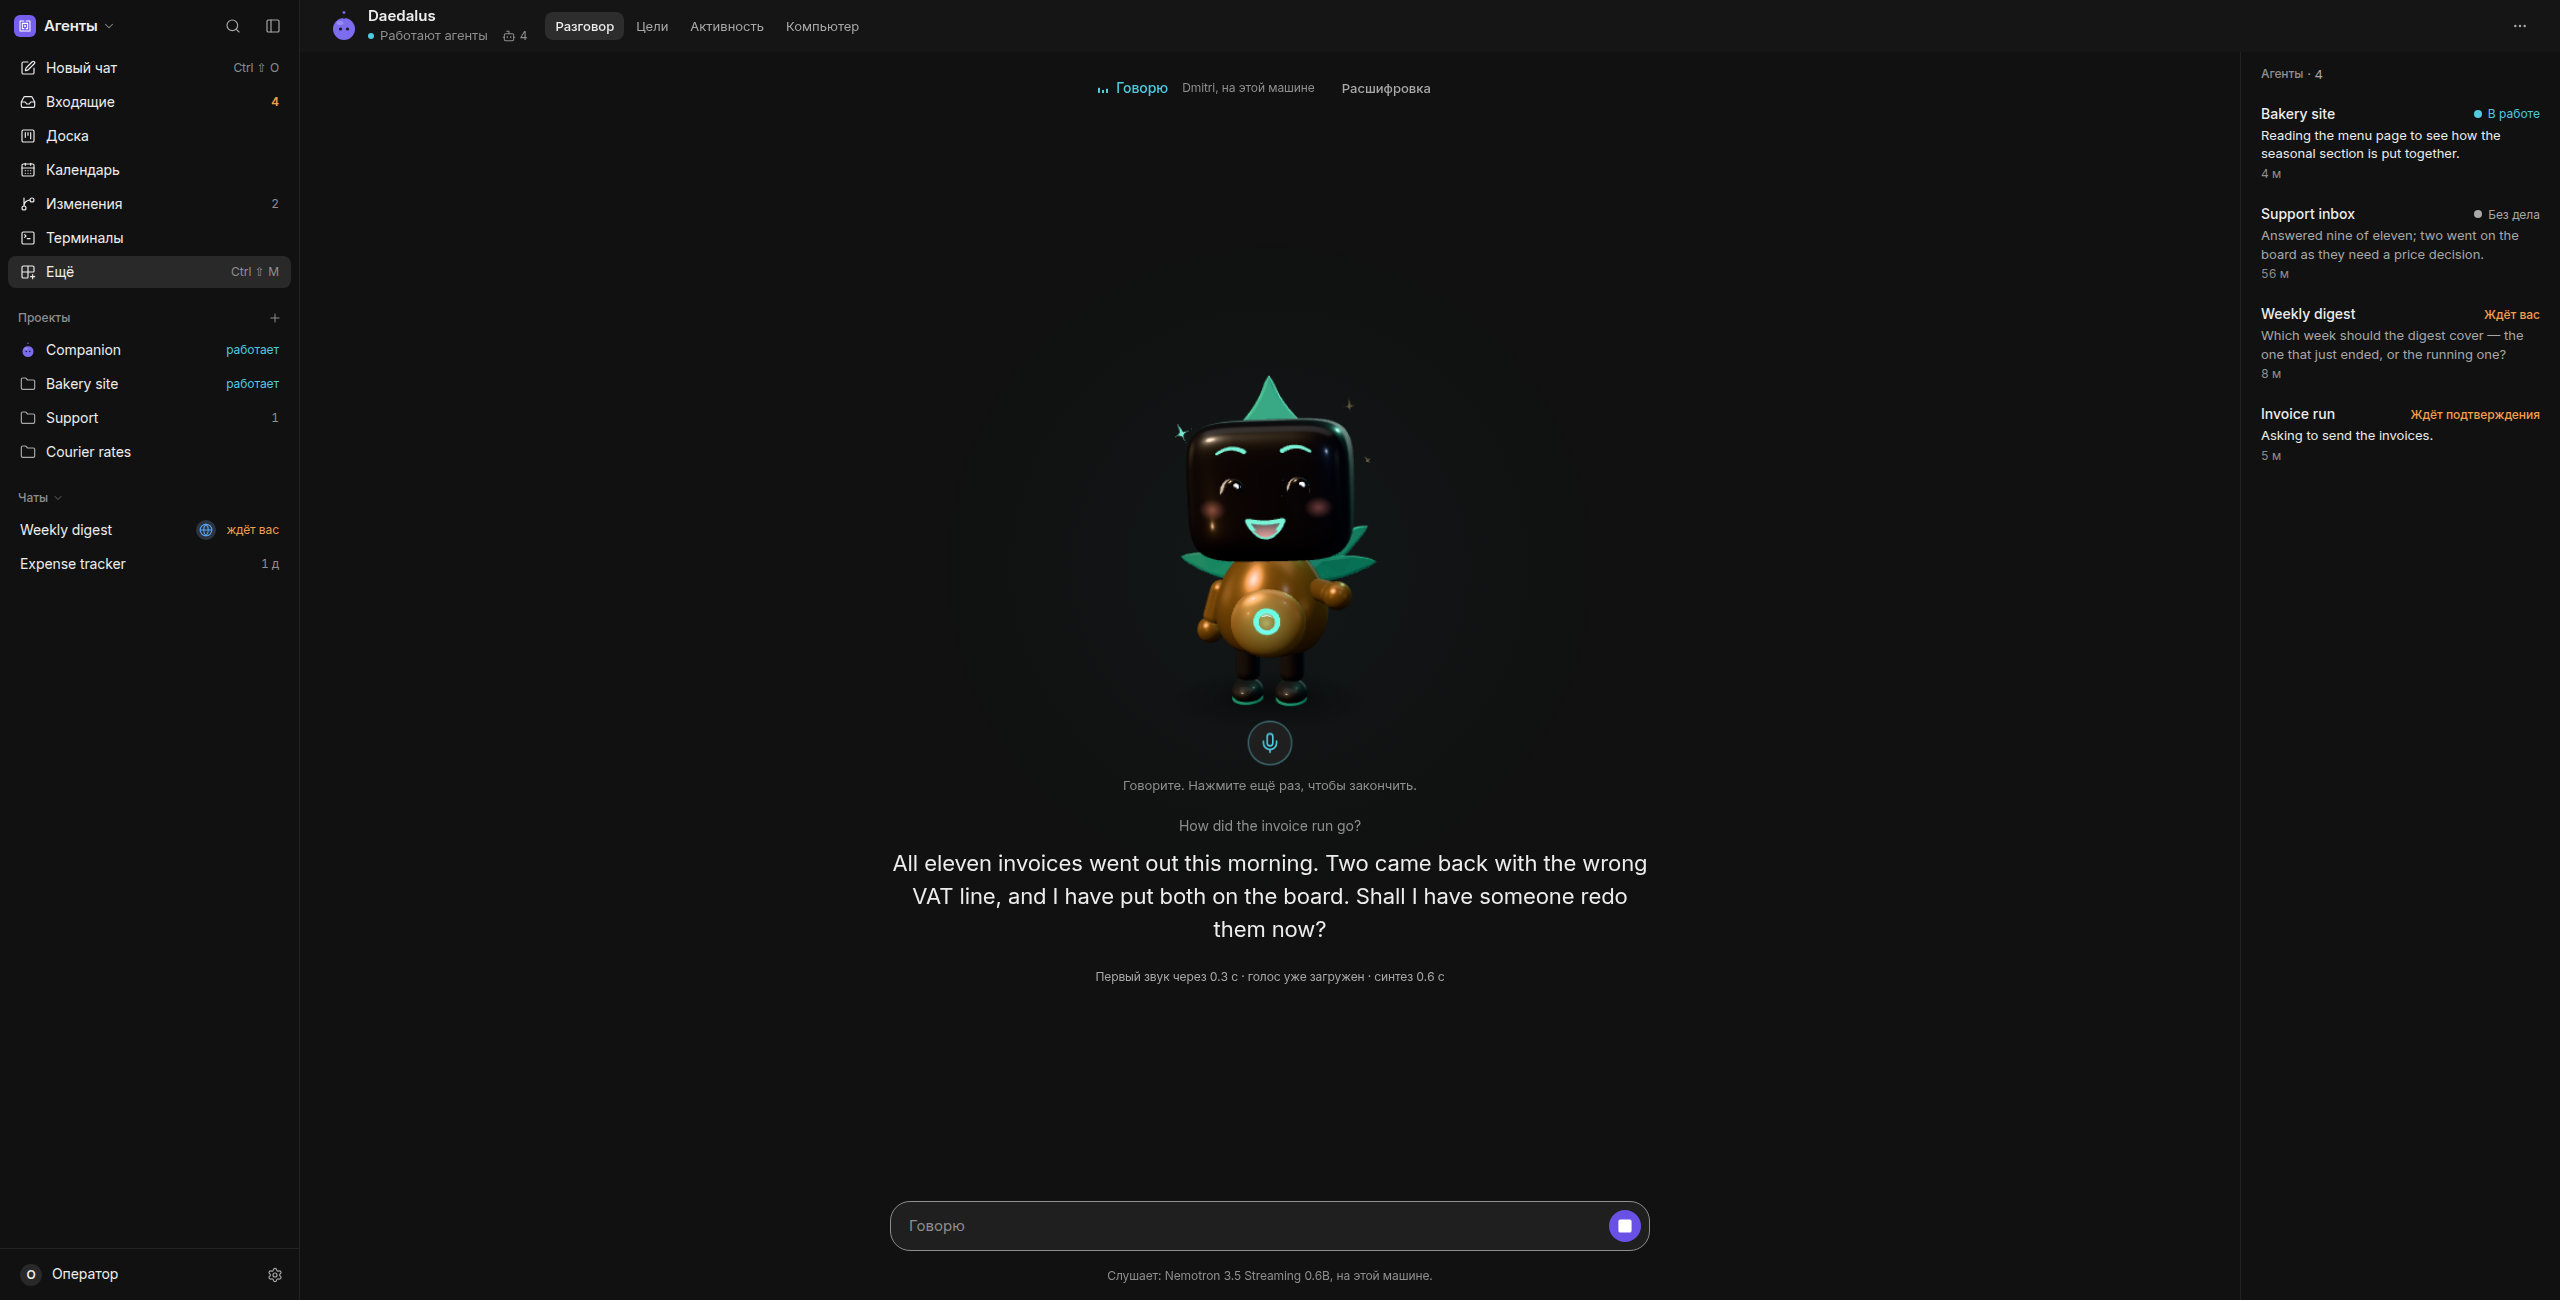 Агенты
Новый чат Ctrl ⇧ O
Входящие 4
Доска
Календарь
Изменения 2
Терминалы
Ещё Ctrl ⇧ M
Проекты
Companion работает
Bakery site работает
Support 1
Courier rates
Чаты
Weekly digest ждёт вас
Expense tracker 1 д
O Оператор
Daedalus
Работают агенты 4
Разговор Цели Активность Компьютер
Говорю Dmitri, на этой машине Расшифровка
Говорите. Нажмите ещё раз, чтобы закончить.
How did the invoice run go?
All eleven invoices went out this morning. Two came back with the wrong
VAT line, and I have put both on the board. Shall I have someone redo
them now?
Первый звук через 0.3 с · голос уже загружен · синтез 0.6 с
Говорю
Слушает: Nemotron 3.5 Streaming 0.6B, на этой машине.
Агенты · 4
Bakery site В работе
Reading the menu page to see how the
seasonal section is put together.
4 м
Support inbox Без дела
Answered nine of eleven; two went on the
board as they need a price decision.
56 м
Weekly digest Ждёт вас
Which week should the digest cover — the
one that just ended, or the running one?
8 м
Invoice run Ждёт подтверждения
Asking to send the invoices.
5 м